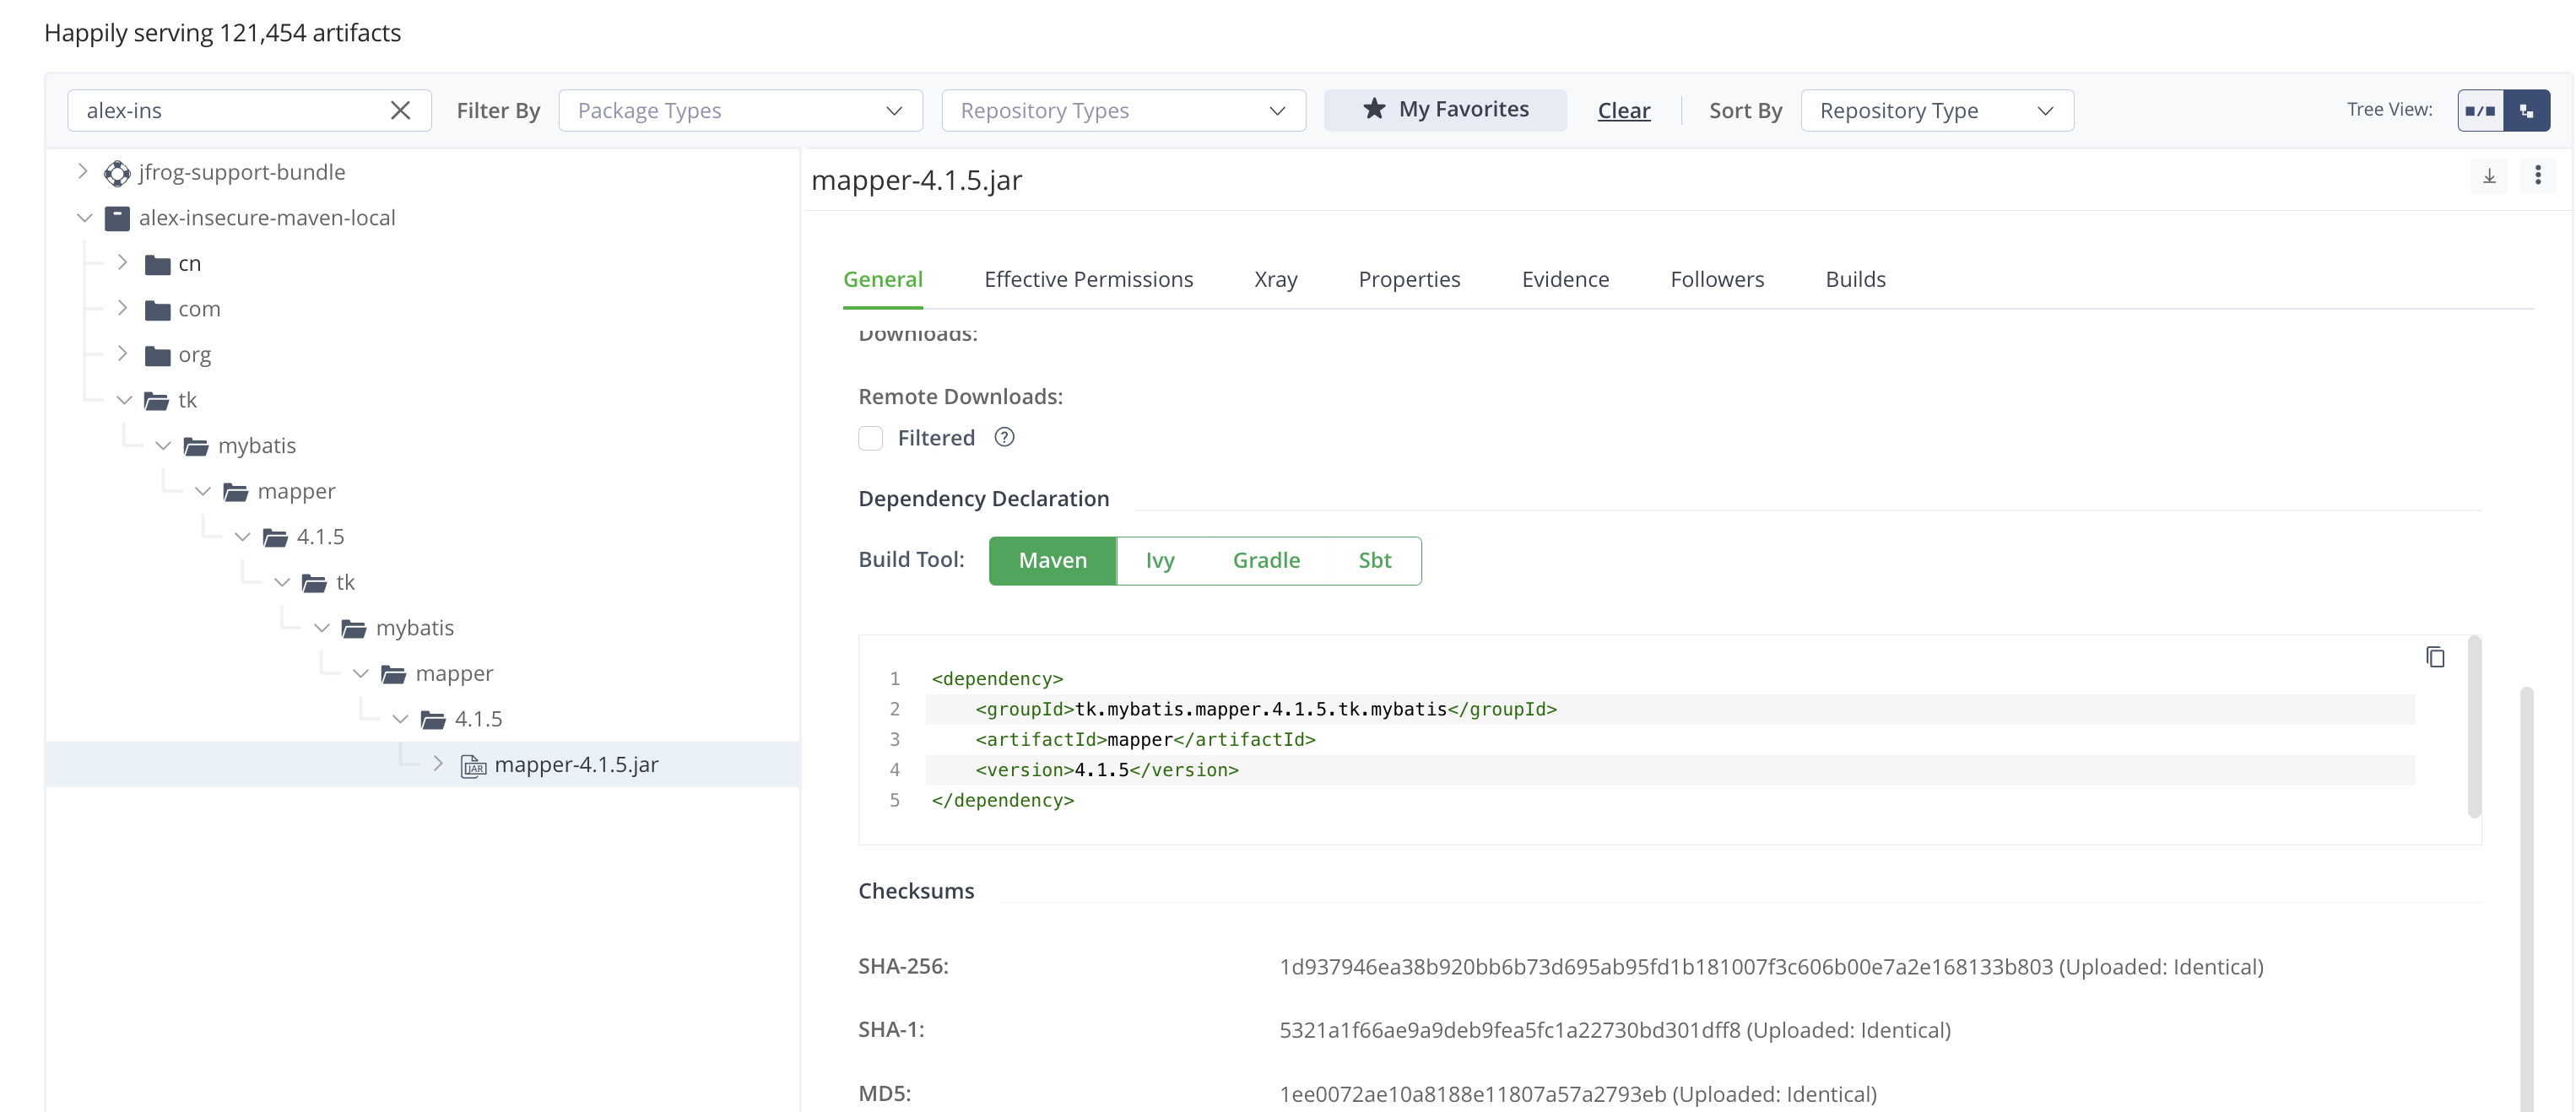 Happily serving 121,454 artifacts
alex-ins
Filter By
Package Types
Repository Types
My Favorites
Clear
Sort By
Repository Type
Tree View:
jfrog-support-bundle
alex-insecure-maven-local
cn
com
org
tk
mybatis
mapper
4.1.5
tk
mybatis
mapper
4.1.5
JAR
mapper-4.1.5.jar
mapper-4.1.5.jar
General
Effective Permissions
Xray
Properties
Evidence
Followers
Builds
Downloads:
Remote Downloads:
Filtered
Dependency Declaration
Build Tool:
Maven
Ivy
Gradle
Sbt
1 <dependency>
2 <groupId>tk.mybatis.mapper.4.1.5.tk.mybatis</groupId>
3 <artifactId>mapper</artifactId>
4 <version>4.1.5</version>
5 </dependency>
Checksums
SHA-256: 1d937946ea38b920bb6b73d695ab95fd1b181007f3c606b00e7a2e168133b803 (Uploaded: Identical)
SHA-1: 5321a1f66ae9a9deb9fea5fc1a22730bd301dff8 (Uploaded: Identical)
MD5: 1ee0072ae10a8188e11807a57a2793eb (Uploaded: Identical)